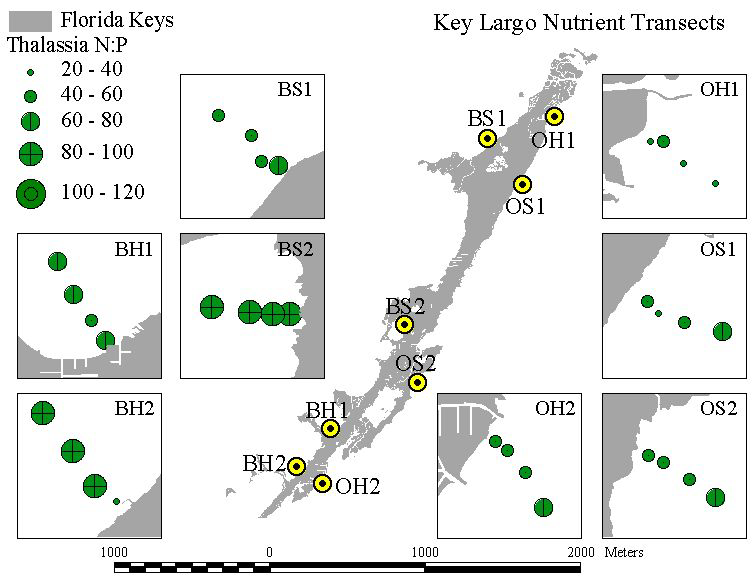 Florida Keys
Key Largo Nutrient Transects
Thalassia N:P
20 - 40
40 - 60
60 - 80
80 - 100
100 - 120
BS1
OH1
BS1
OH1
OS1
BH1
BS2
OS1
BS2
OS2
BH2
BH1
OH2
OS2
BH2
OH2
1000 0 1000 2000 Meters